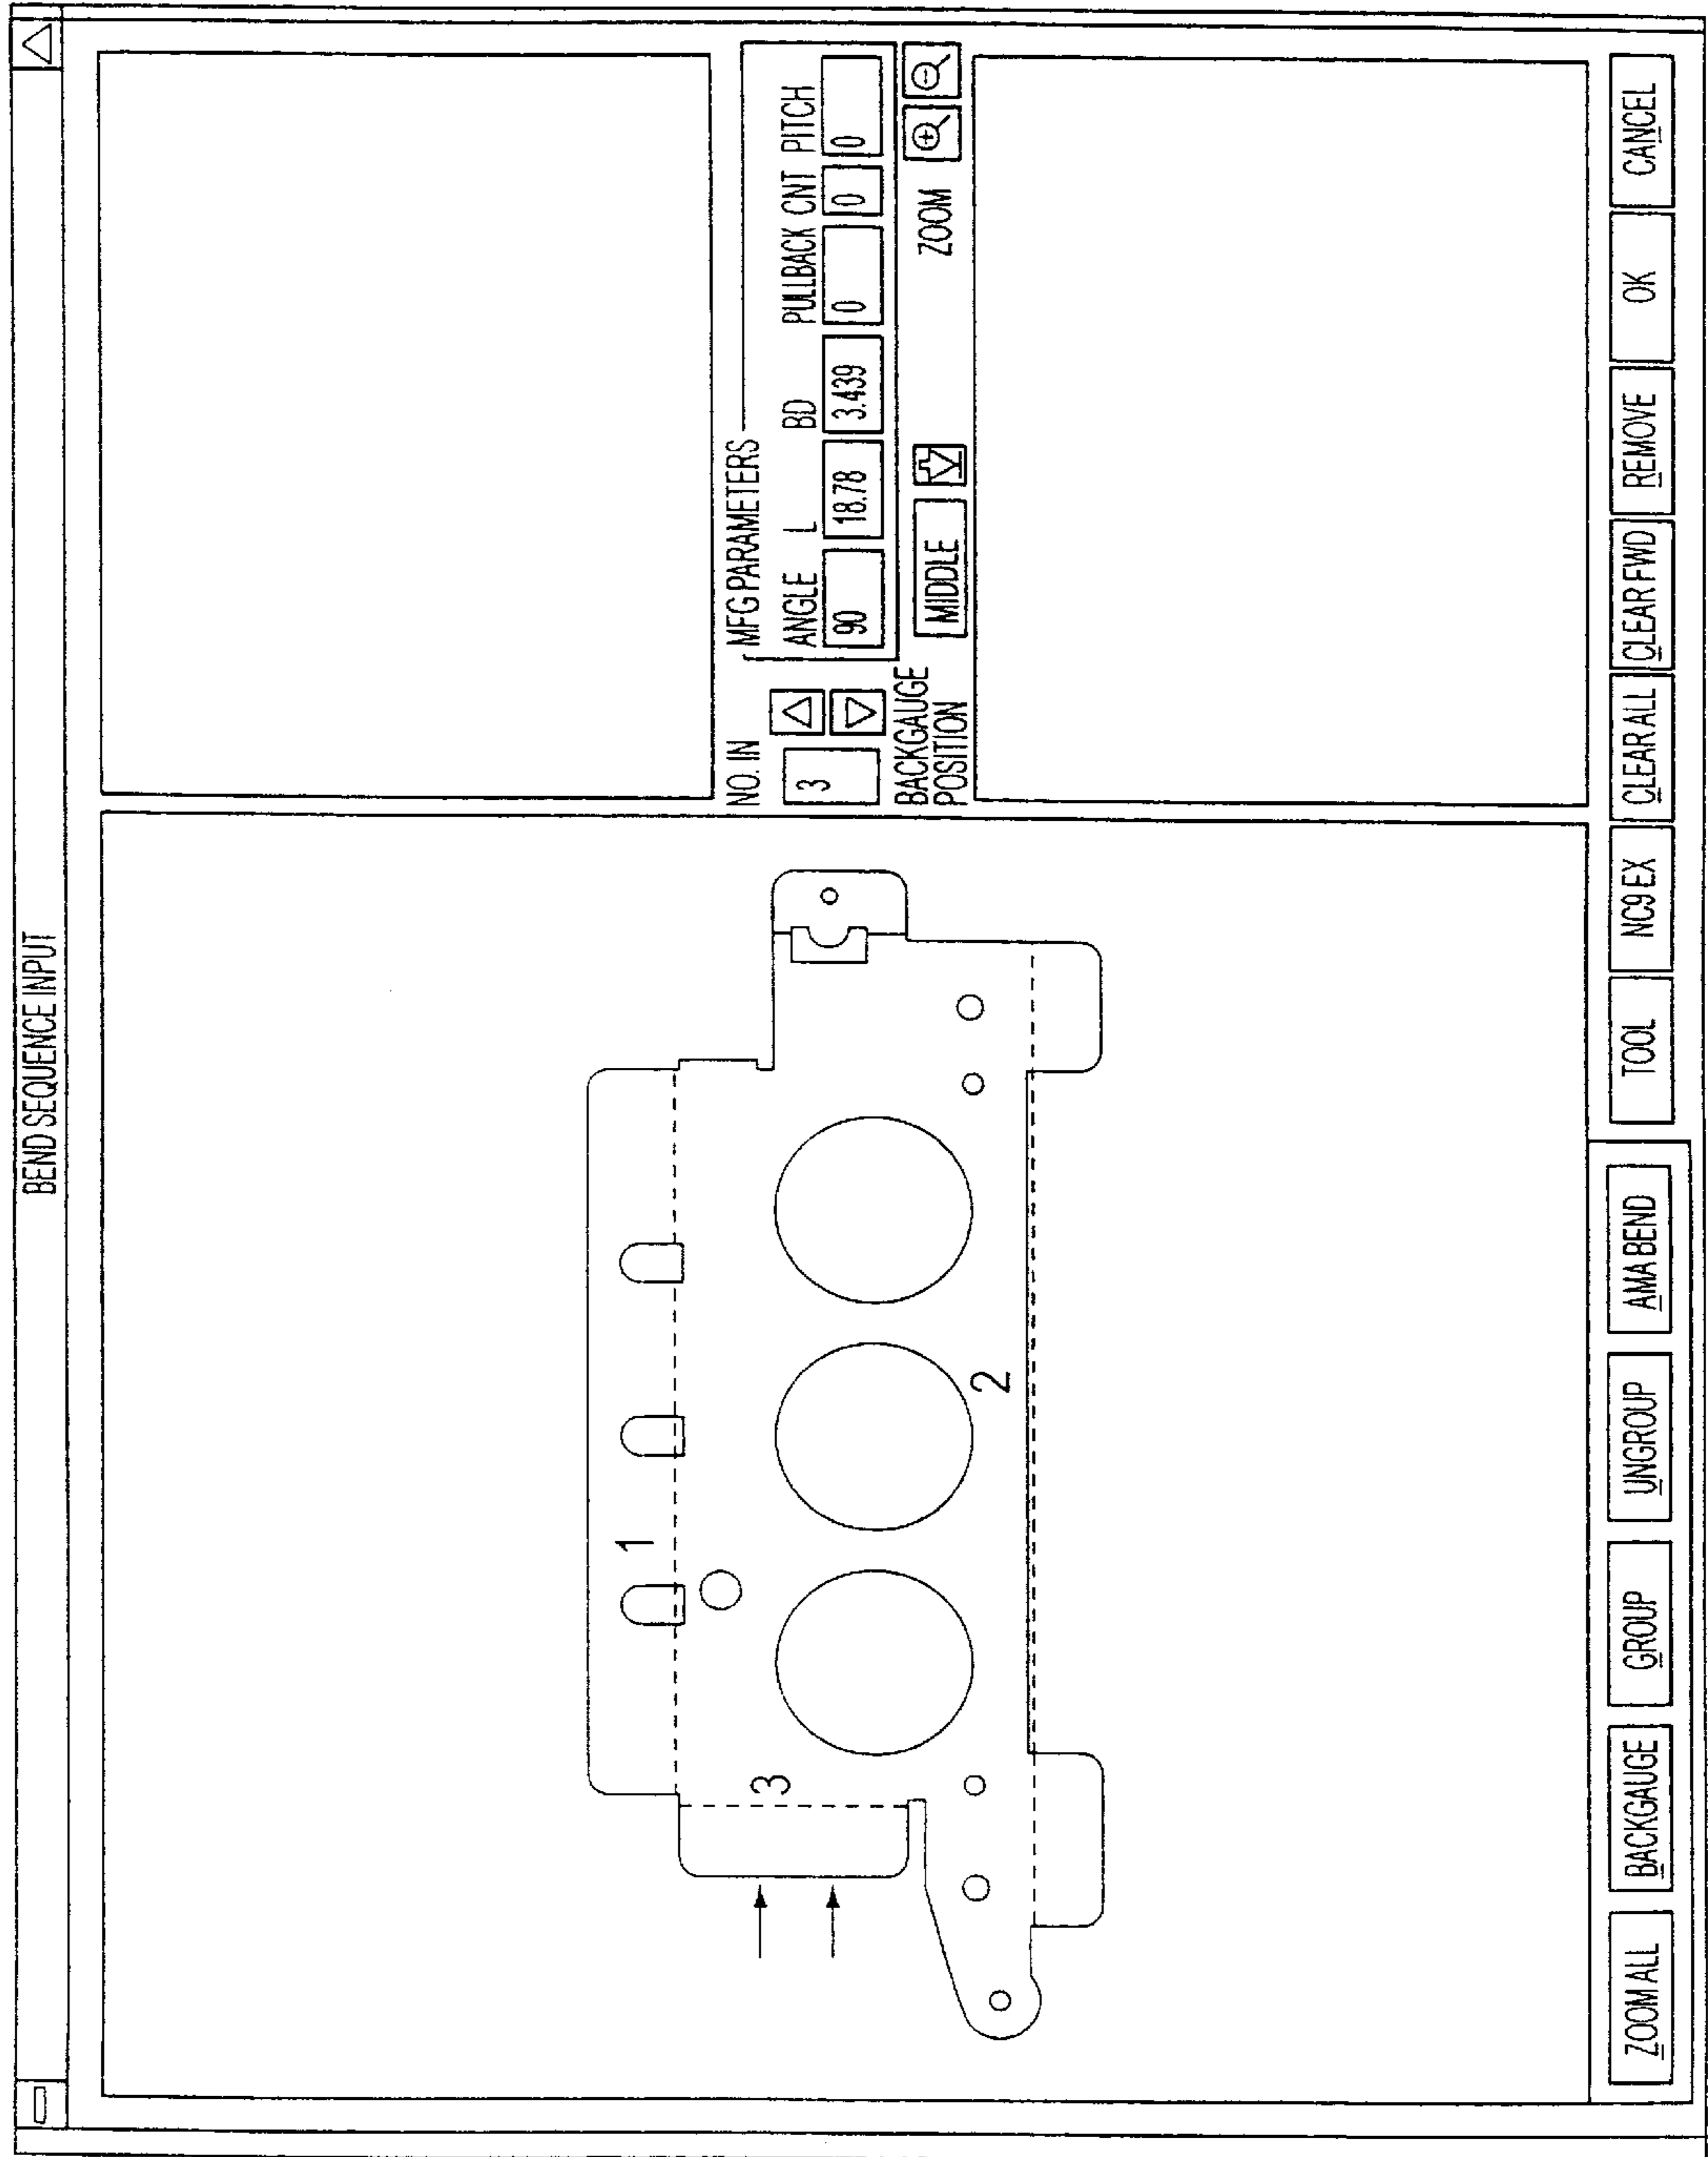 BEND SEQUENCE INPUT
1
2
3
NO. IN
3
MFG PARAMETERS
ANGLE L BD PULLBACK CNT PITCH
90 18.78 3.439 0 0 0
BACKGAUGE
POSITION
MIDDLE
ZOOM
ZOOM ALL BACKGAUGE GROUP UNGROUP AMA BEND TOOL NC9 EX CLEAR ALL CLEAR FWD REMOVE OK CANCEL